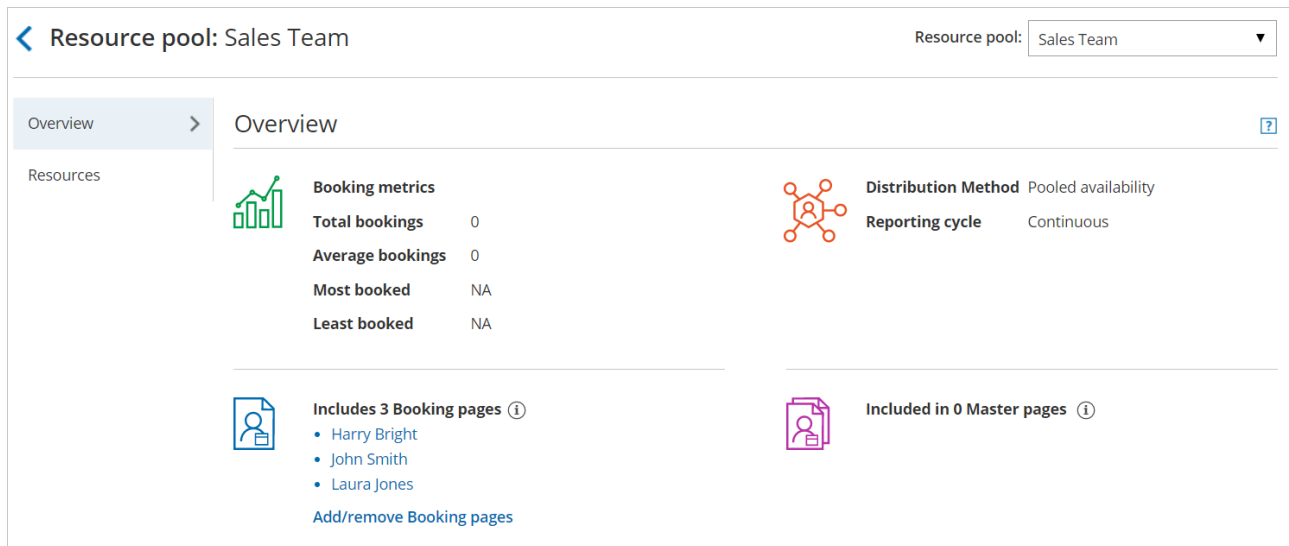 Resource pool: Sales Team
Resource pool: Sales Team
Overview
Resources
Overview
?
Booking metrics
Total bookings 0
Average bookings 0
Most booked NA
Least booked NA
Distribution Method Pooled availability
Reporting cycle Continuous
Includes 3 Booking pages i
• Harry Bright
• John Smith
• Laura Jones
Add/remove Booking pages
Included in 0 Master pages i